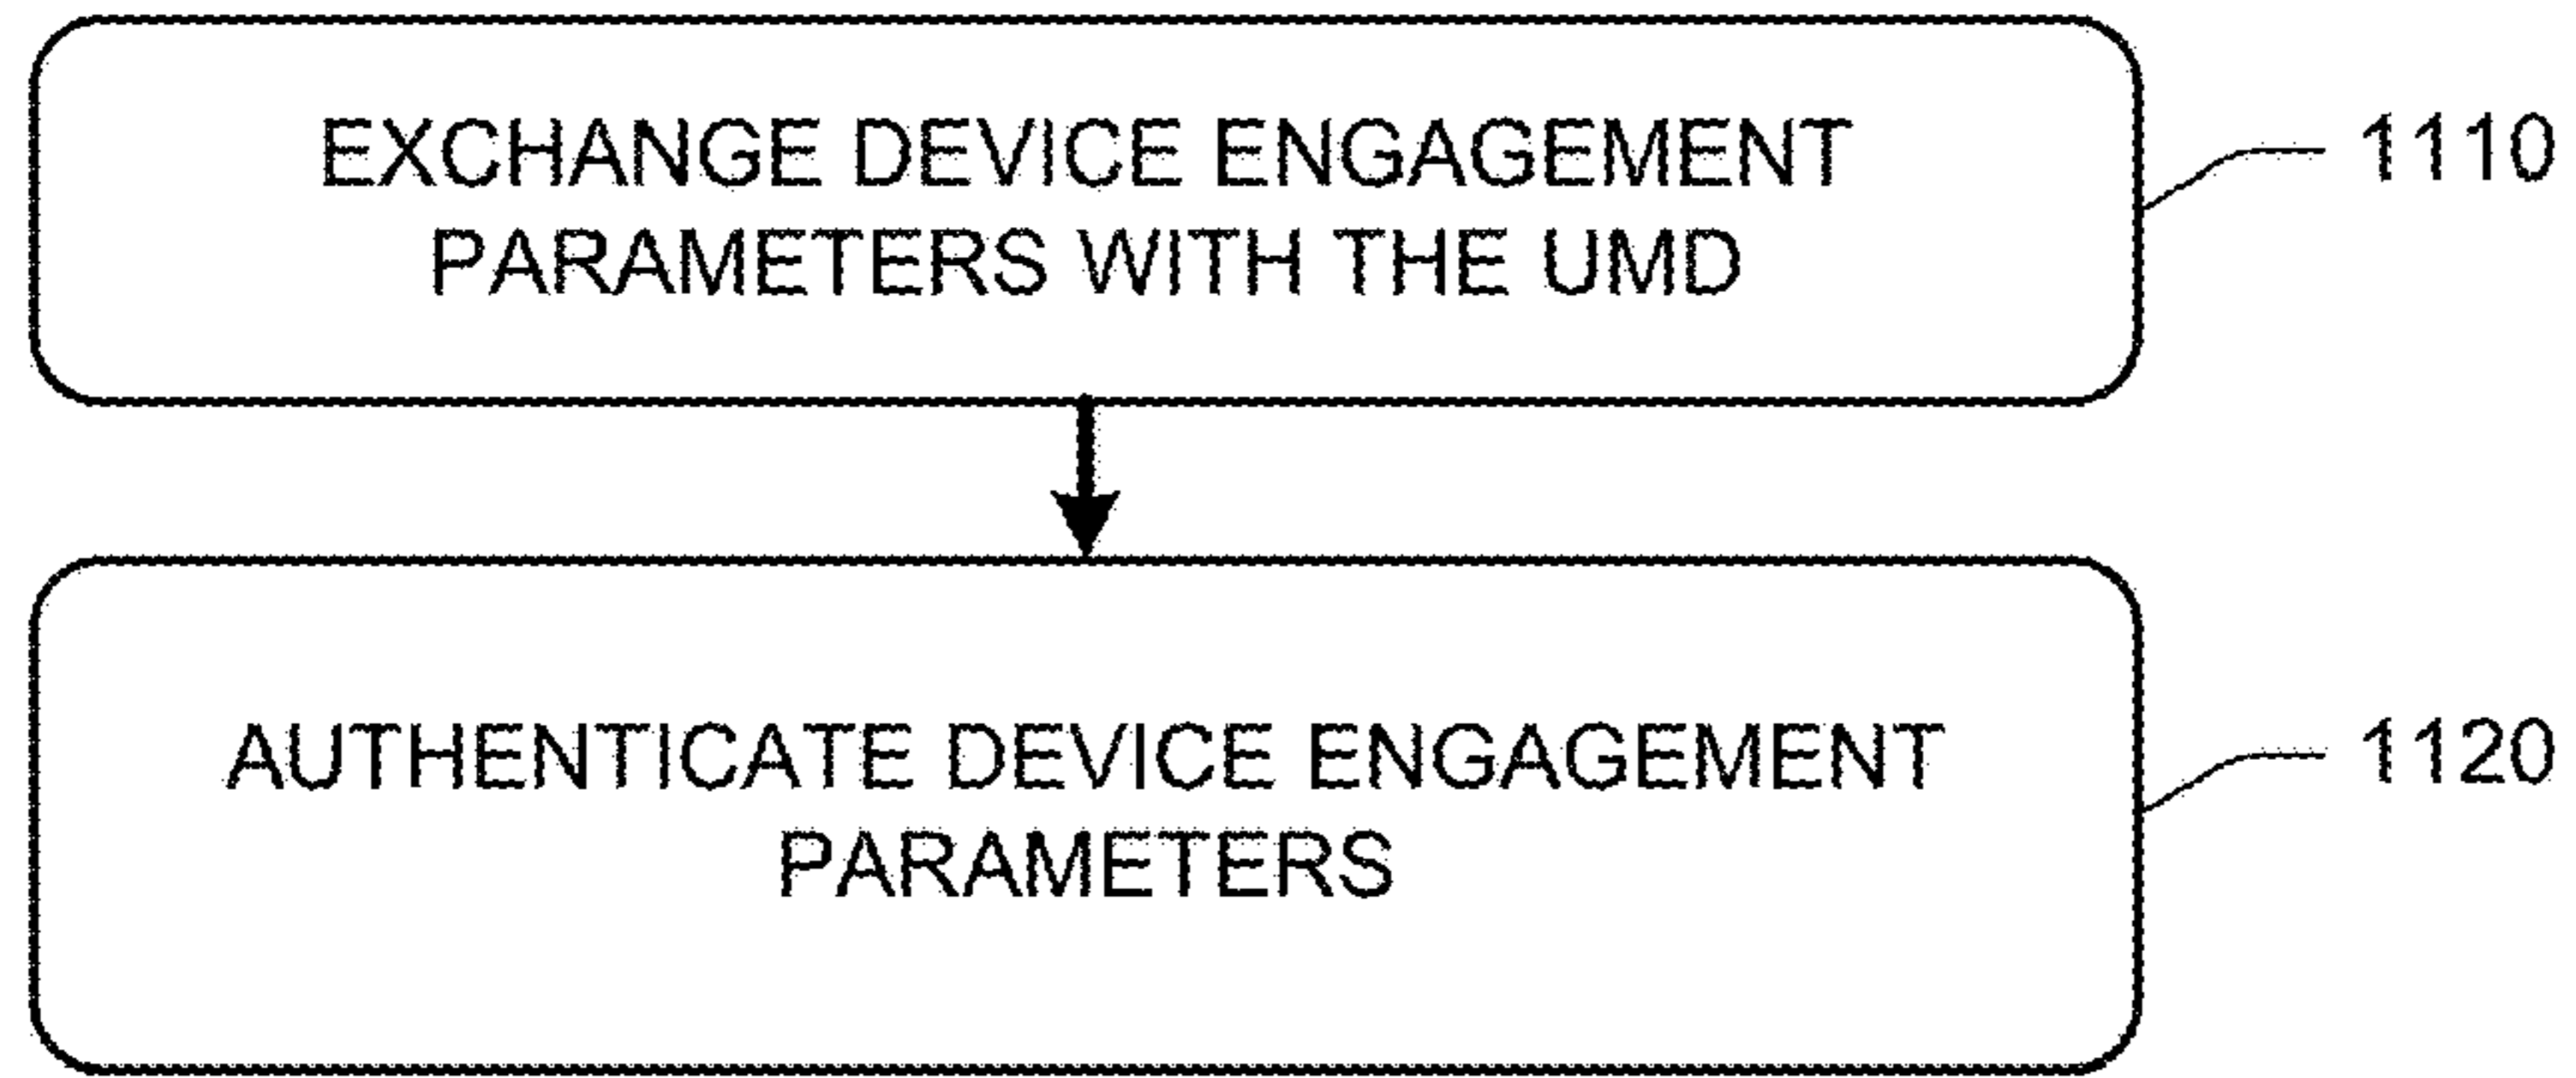 EXCHANGE DEVICE ENGAGEMENT
PARAMETERS WITH THE UMD
1110
AUTHENTICATE DEVICE ENGAGEMENT
PARAMETERS
1120